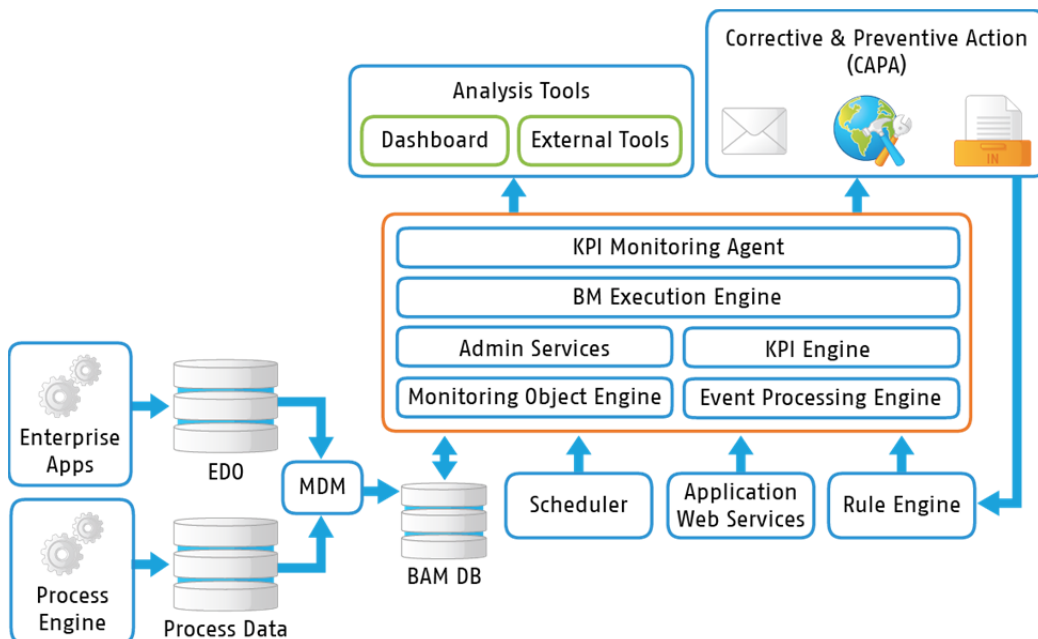 Corrective & Preventive Action
(CAPA)
IN
Analysis Tools
Dashboard
External Tools
KPI Monitoring Agent
BM Execution Engine
Admin Services
KPI Engine
Monitoring Object Engine
Event Processing Engine
Enterprise
Apps
EDO
MDM
Scheduler
Application
Web Services
Rule Engine
BAM DB
Process
Engine
Process Data